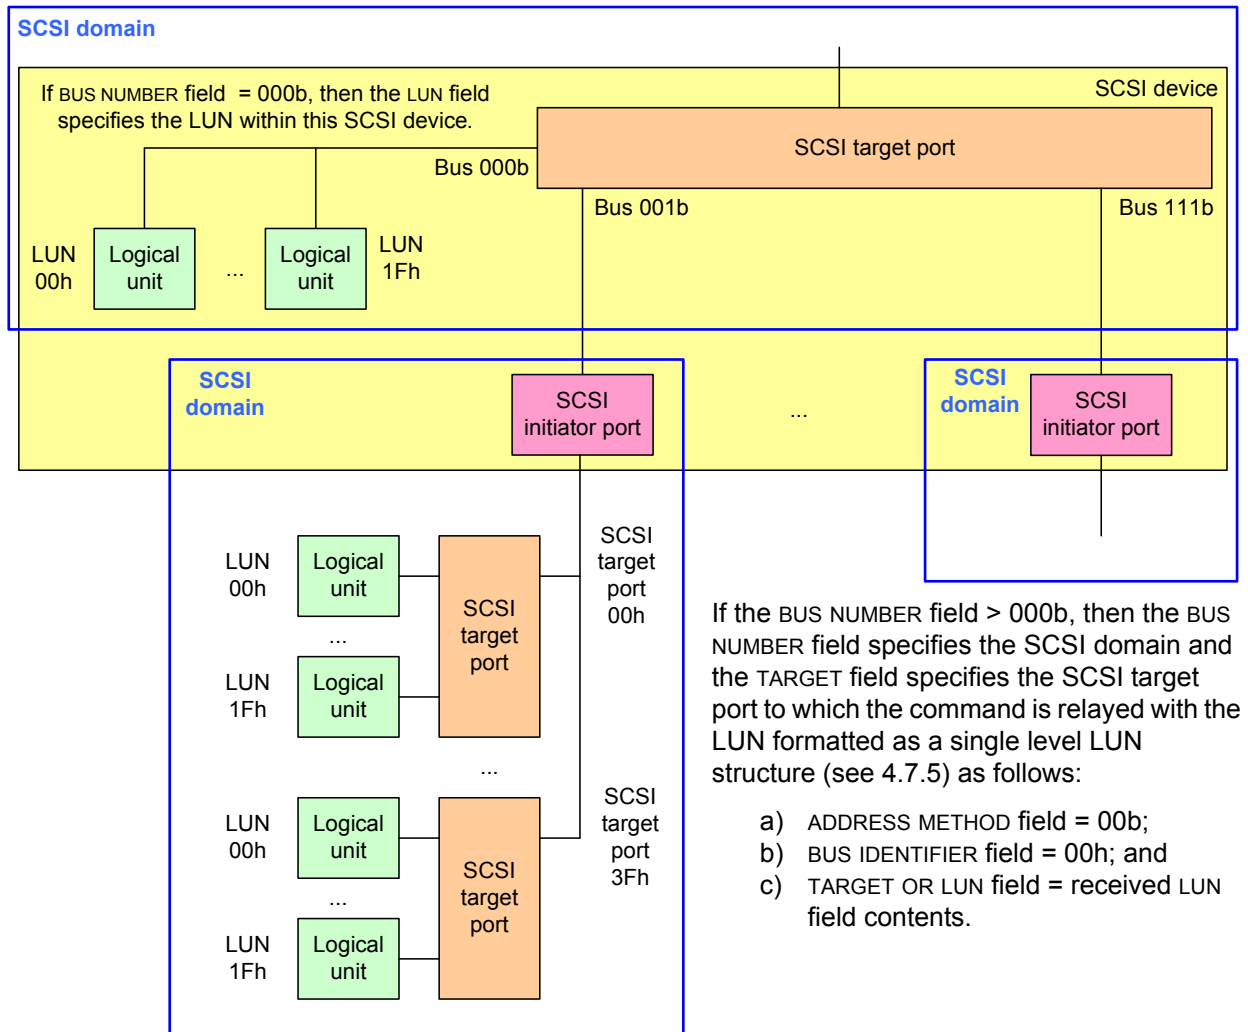 SCSI domain
If BUS NUMBER field = 000b, then the LUN field
specifies the LUN within this SCSI device.
SCSI device
SCSI target port
Bus 000b
Bus 001b
Bus 111b
LUN
00h
Logical
unit
...
Logical
unit
LUN
1Fh
SCSI
domain
SCSI
initiator port
...
SCSI
domain
SCSI
initiator port
LUN
00h
Logical
unit
...
LUN
1Fh
Logical
unit
SCSI
target
port
SCSI
target
port
00h
...
LUN
00h
Logical
unit
...
LUN
1Fh
Logical
unit
SCSI
target
port
SCSI
target
port
3Fh
If the BUS NUMBER field > 000b, then the BUS
NUMBER field specifies the SCSI domain and
the TARGET field specifies the SCSI target
port to which the command is relayed with the
LUN formatted as a single level LUN
structure (see 4.7.5) as follows:
a) ADDRESS METHOD field = 00b;
b) BUS IDENTIFIER field = 00h; and
c) TARGET OR LUN field = received LUN
field contents.